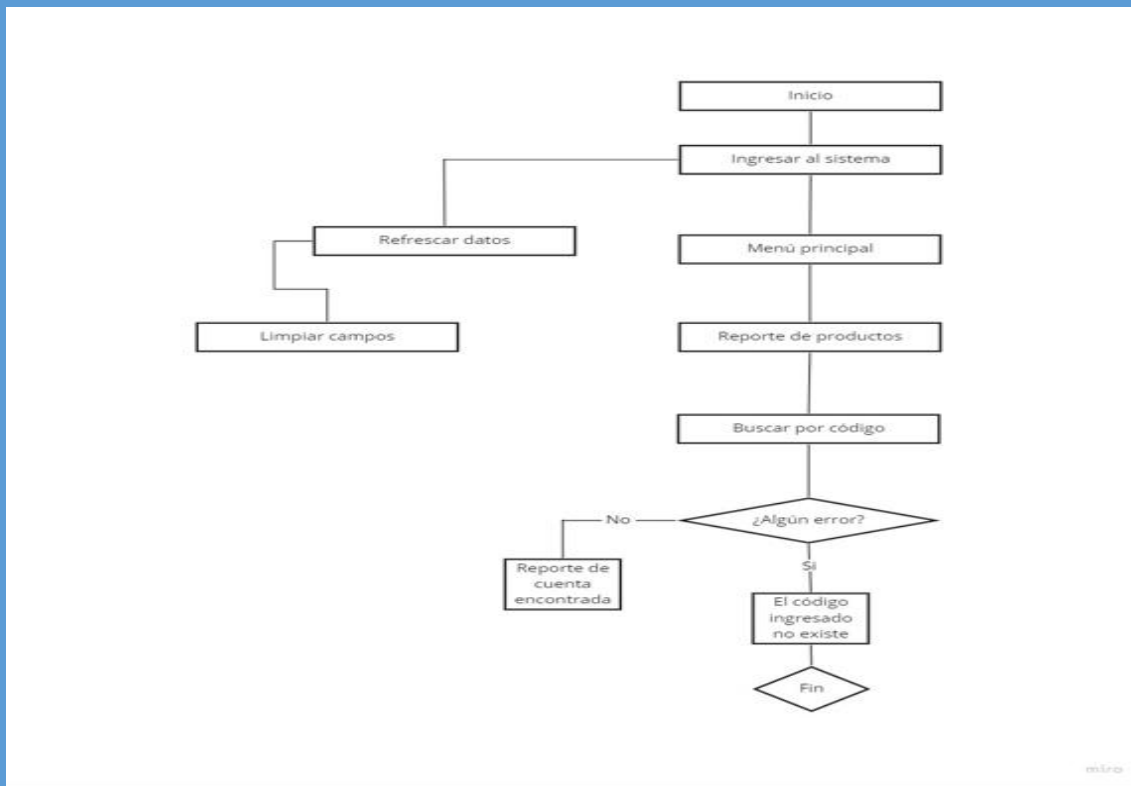 Inicio
Ingresar al sistema
Refrescar datos
Menú principal
Limpiar campos
Reporte de productos
Buscar por código
¿Algún error?
No
Reporte de
cuenta
encontrada
Si
El código
ingresado
no existe
Fin
miro